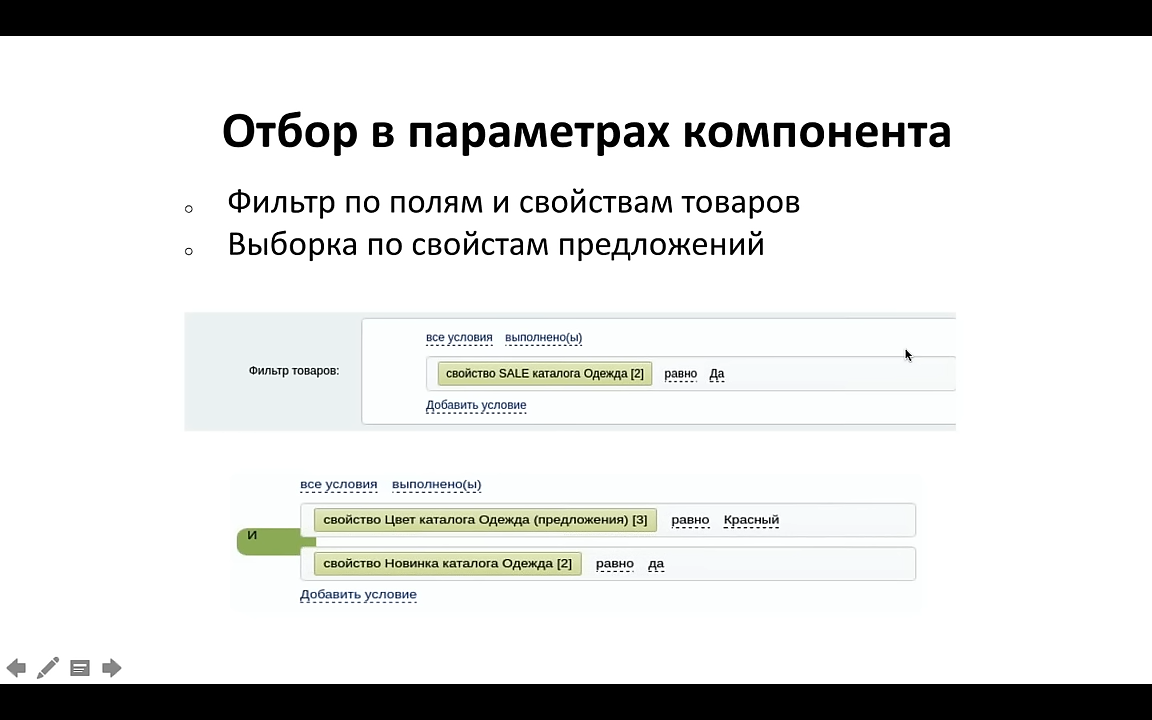 Отбор в параметрах компонента
Фильтр по полям и свойствам товаров
Выборка по свойстам предложений
все условия выполнено(ы)
Фильтр товаров:
свойство SALE каталога Одежда [2] равно Да
Добавить условие
все условия выполнено(ы)
свойство Цвет каталога Одежда (предложения) [3] равно Красный
И
свойство Новинка каталога Одежда [2] равно да
Добавить условие